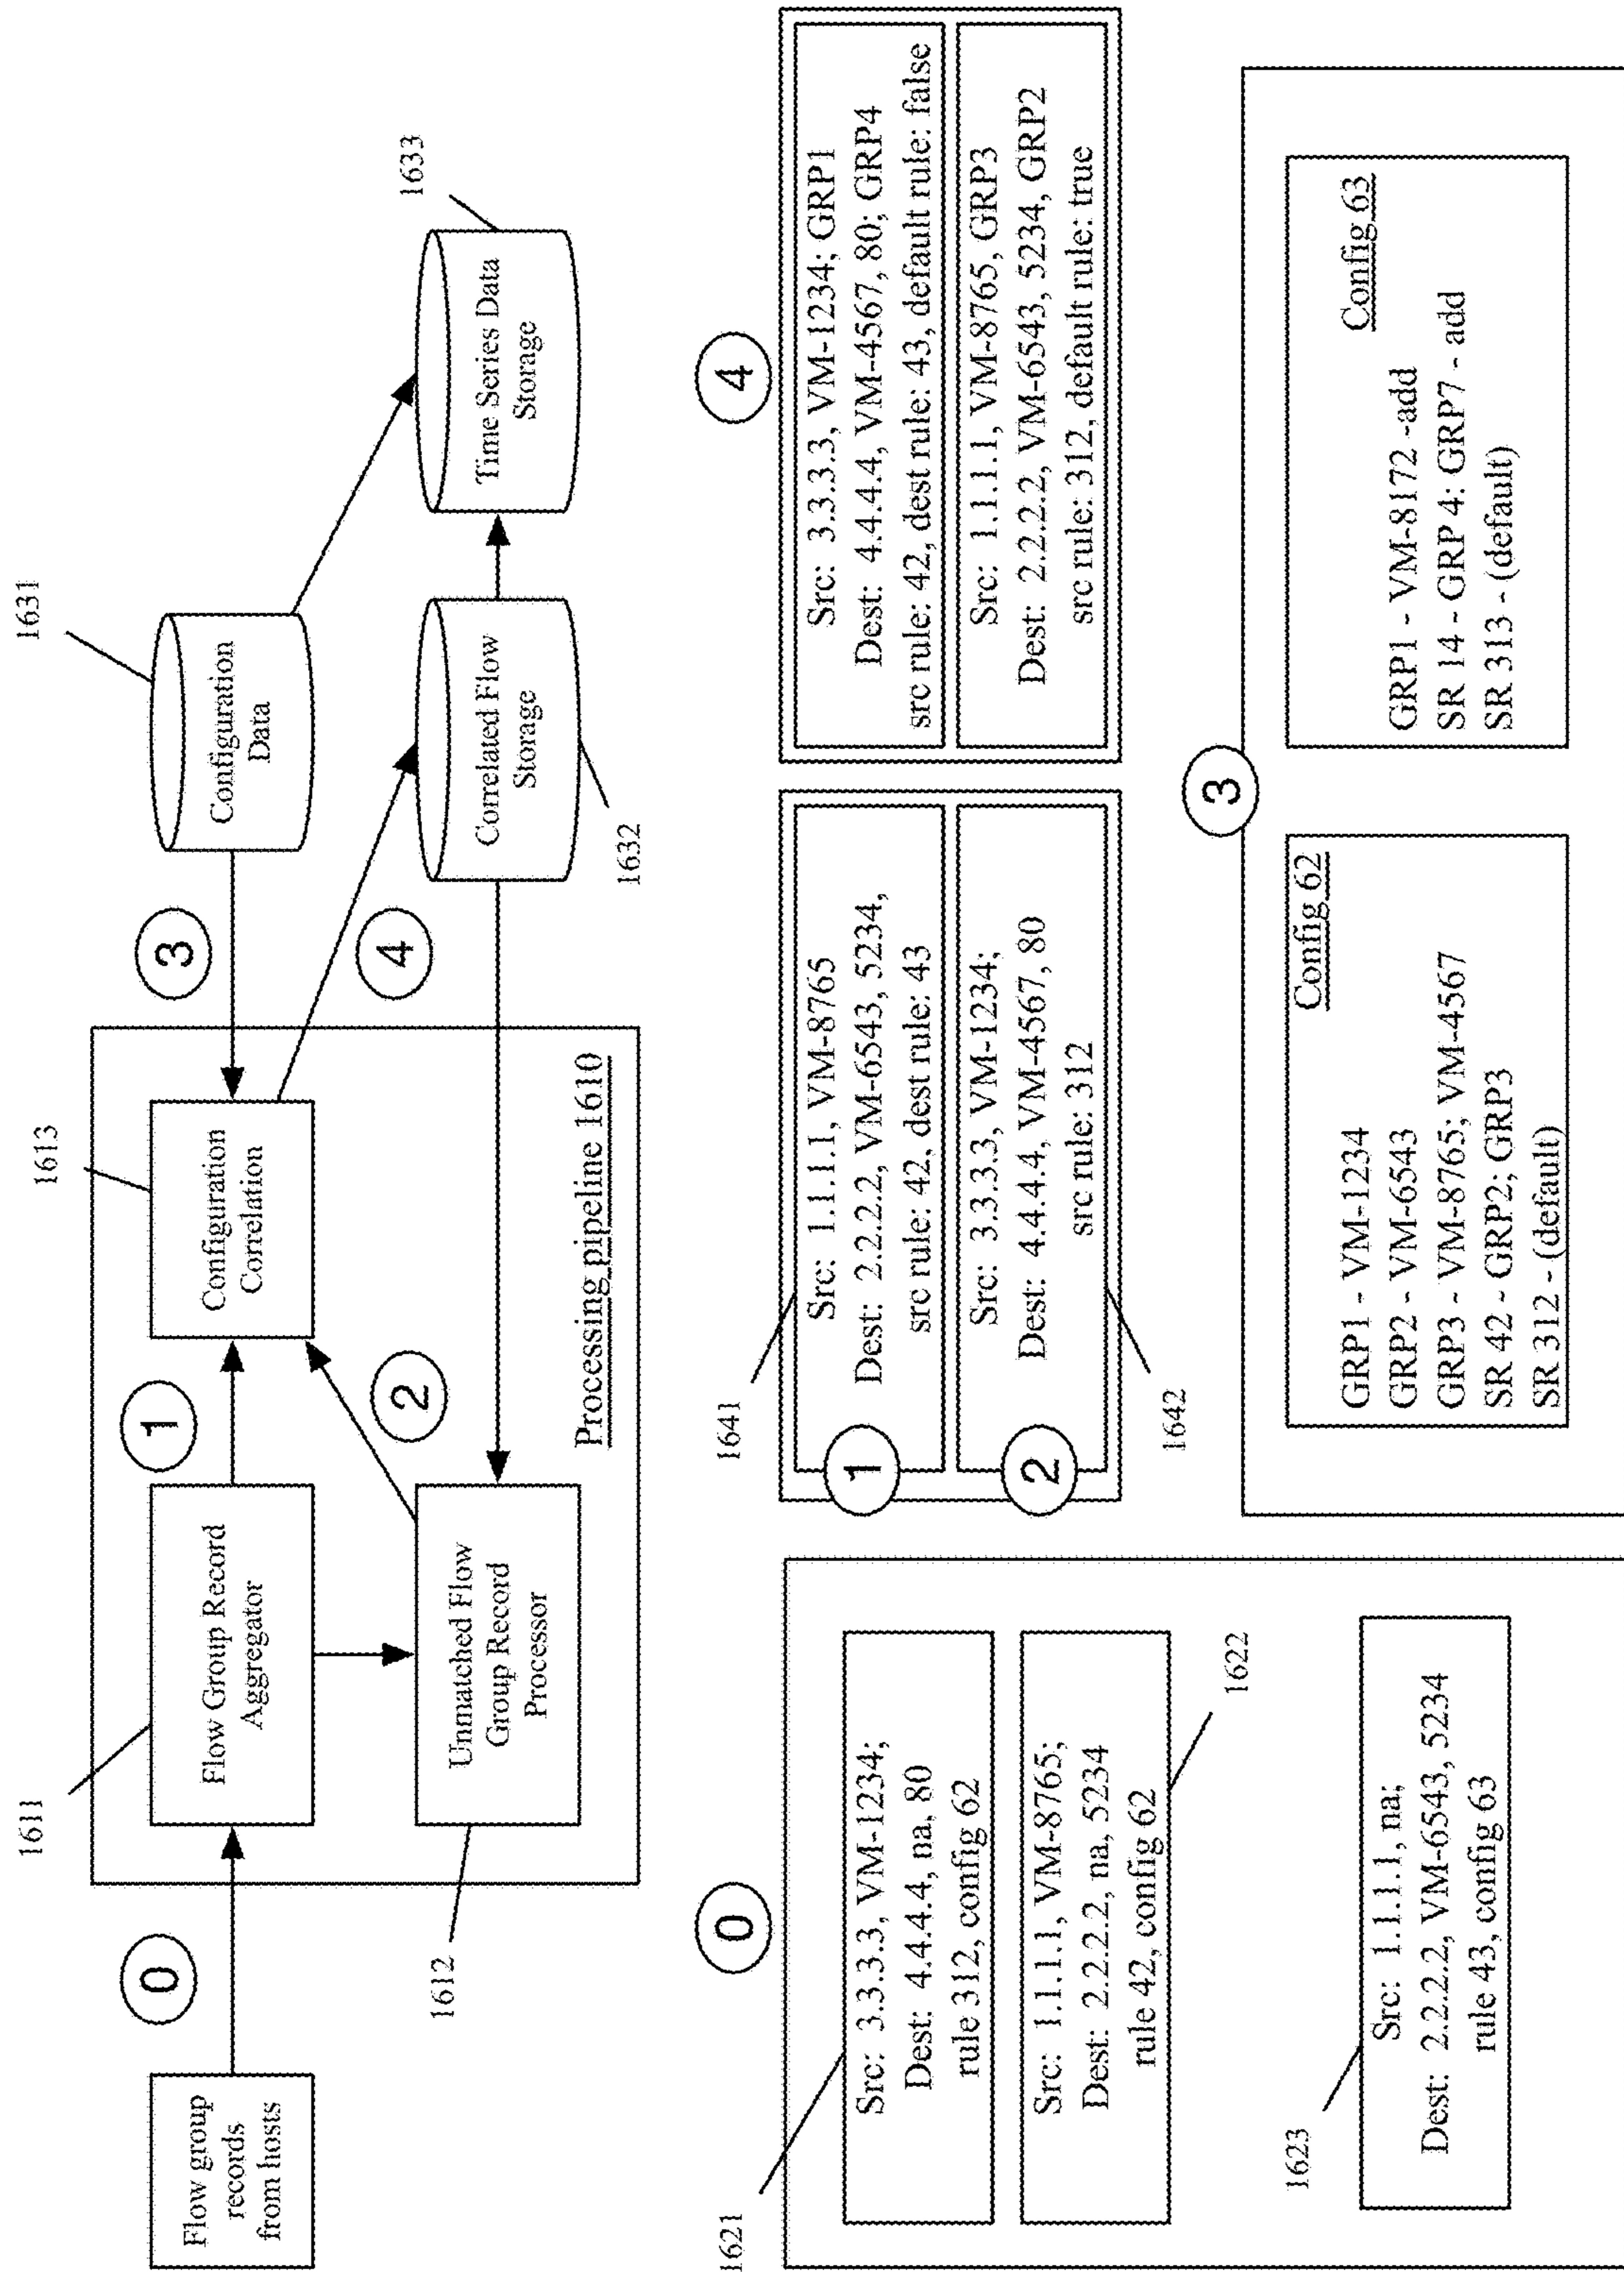 Flow group
records
from hosts
0
1611
Flow Group Record
Aggregator
1
1613
Configuration
Correlation
3
1631
Configuration
Data
1612
Unmatched Flow
Group Record
Processor
2
Processing pipeline 1610
4
Correlated Flow
Storage
1632
Time Series Data
Storage
1633
0
1621
Src: 3.3.3.3, VM-1234;
Dest: 4.4.4.4, na, 80
rule 312, config 62
Src: 1.1.1.1, VM-8765;
Dest: 2.2.2.2, na, 5234
rule 42, config 62
1622
1623
Src: 1.1.1.1, na;
Dest: 2.2.2.2, VM-6543, 5234
rule 43, config 63
1641
1
Src: 1.1.1.1, VM-8765
Dest: 2.2.2.2, VM-6543, 5234,
src rule: 42, dest rule: 43
2
Src: 3.3.3.3, VM-1234;
Dest: 4.4.4.4, VM-4567, 80
src rule: 312
1642
4
Src: 3.3.3.3, VM-1234; GRP1
Dest: 4.4.4.4, VM-4567, 80; GRP4
src rule: 42, dest rule: 43, default rule: false
Src: 1.1.1.1, VM-8765, GRP3
Dest: 2.2.2.2, VM-6543, 5234, GRP2
src rule: 312, default rule: true
3
Config 62
GRP1 - VM-1234
GRP2 - VM-6543
GRP3 - VM-8765; VM-4567
SR 42 - GRP2; GRP3
SR 312 - (default)
Config 63
GRP1 - VM-8172 -add
SR 14 - GRP 4: GRP7 - add
SR 313 - (default)